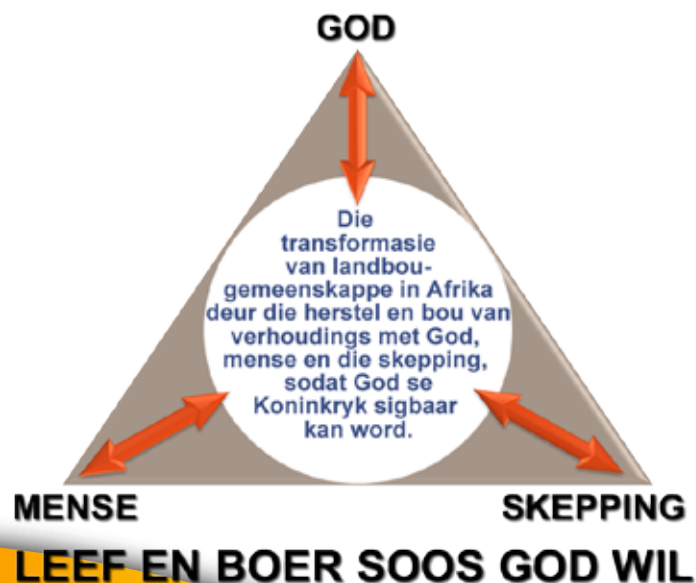 GOD
Die
transformasie
van landbou-
gemeenskappe in Afrika
deur die herstel en bou van
verhoudings met God,
mense en die skepping,
sodat God se
Koninkryk sigbaar
kan word.
MENSE
SKEPPING
LEEF EN BOER SOOS GOD WIL